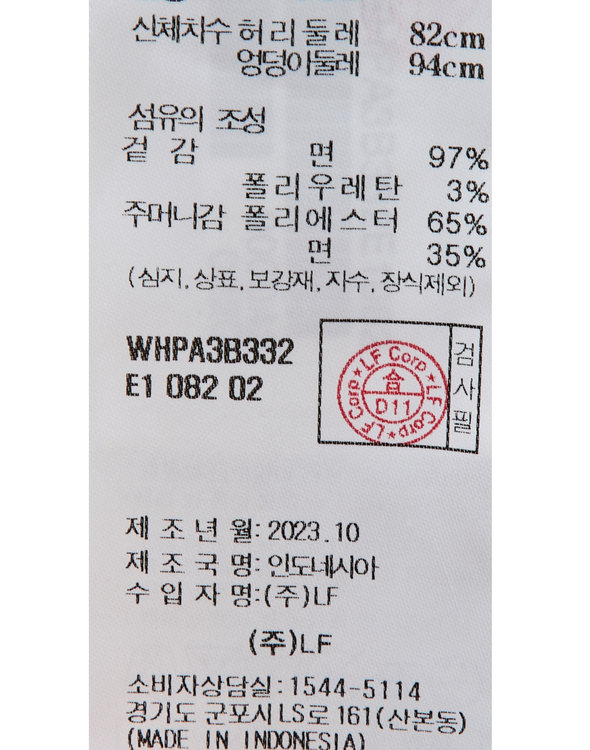 신체치수 허리둘레 82cm
엉덩이둘레 94cm
섬유의 조성
겉감 면 97%
폴리우레탄 3%
주머니감 폴리에스터 65%
면 35%
(심지, 상표, 보강재, 자수, 장식제외)
WHPA3B332
E1 082 02
LF Corp ★ LF Corp ★ LF Corp ★
合
D11
검사필
제조년월: 2023.10
제조국명: 인도네시아
수입자명:(주)LF
(주)LF
소비자상담실:1544-5114
경기도 군포시 LS로 161(산본동)
(MADE IN INDONESIA)